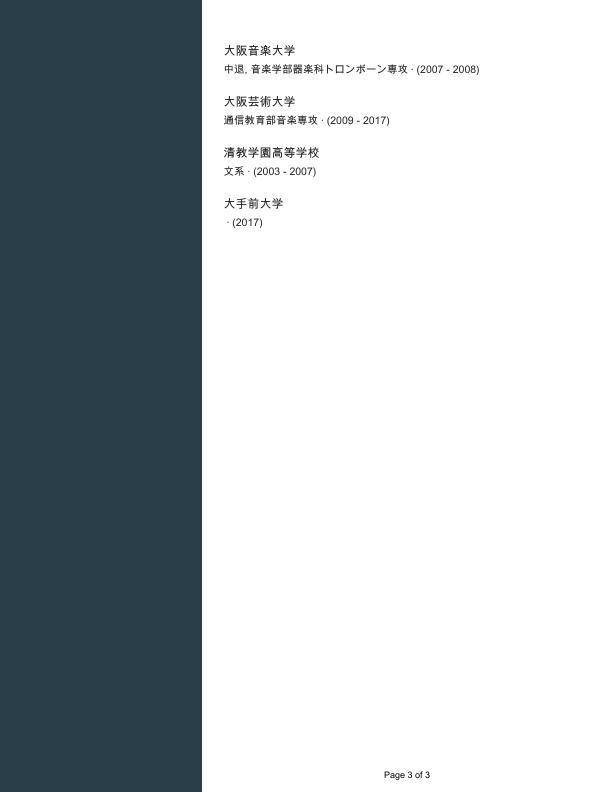 大阪音楽大学
中退, 音楽学部器楽科トロンボーン専攻 · (2007 - 2008)
大阪芸術大学
通信教育部音楽専攻 · (2009 - 2017)
清教学園高等学校
文系 · (2003 - 2007)
大手前大学
· (2017)
Page 3 of 3